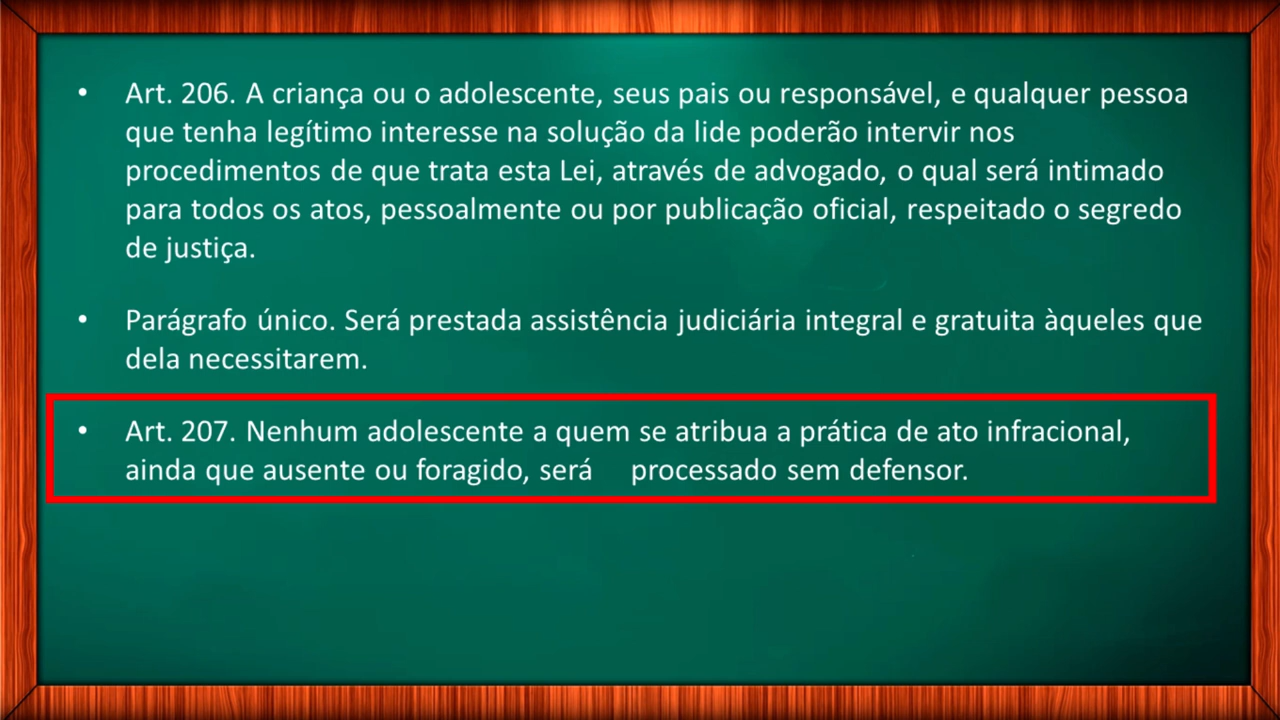 • Art. 206. A criança ou o adolescente, seus pais ou responsável, e qualquer pessoa
que tenha legítimo interesse na solução da lide poderão intervir nos
procedimentos de que trata esta Lei, através de advogado, o qual será intimado
para todos os atos, pessoalmente ou por publicação oficial, respeitado o segredo
de justiça.
• Parágrafo único. Será prestada assistência judiciária integral e gratuita àqueles que
dela necessitarem.
• Art. 207. Nenhum adolescente a quem se atribua a prática de ato infracional,
ainda que ausente ou foragido, será processado sem defensor.